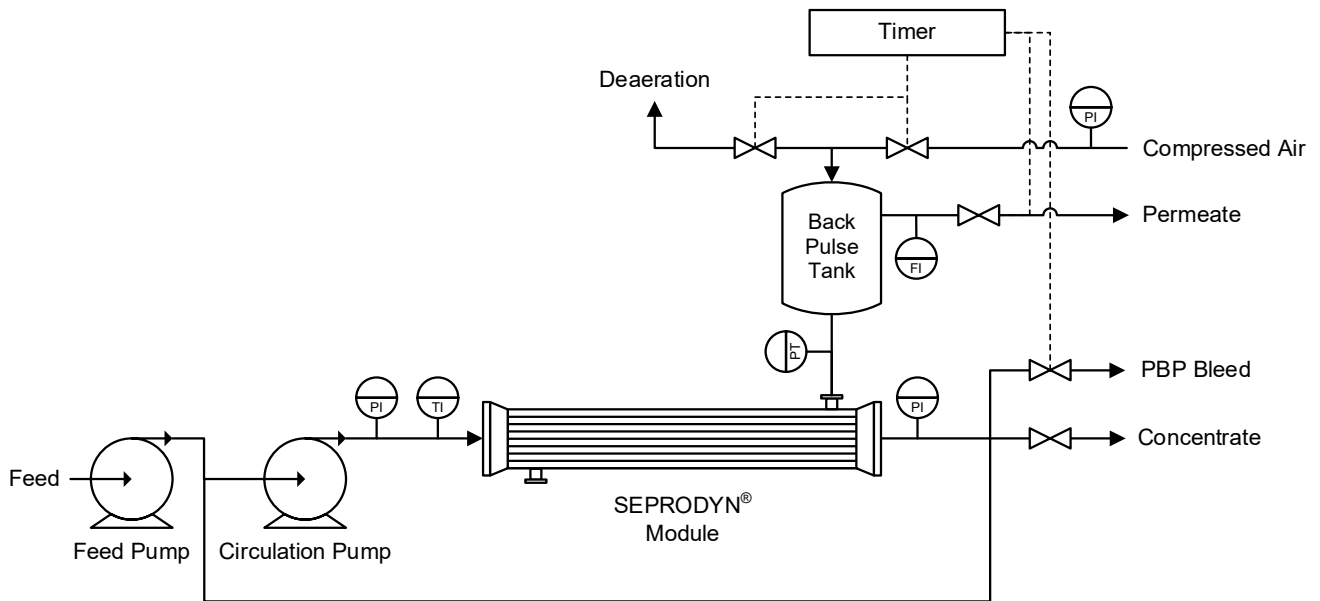 Timer
Deaeration
PI
Compressed Air
Back
Pulse
Tank
Permeate
FI
PT
PBP Bleed
PI
TI
PI
Concentrate
Feed
SEPRODYN®
Module
Feed Pump
Circulation Pump